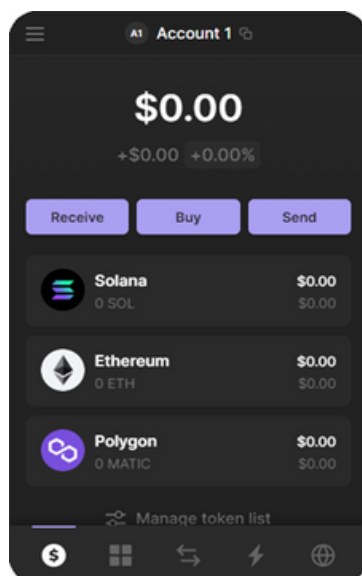 A1 Account 1
$0.00
+$0.00 +0.00%
Receive Buy Send
Solana $0.00
0 SOL $0.00
Ethereum $0.00
0 ETH $0.00
Polygon $0.00
0 MATIC $0.00
Manage token list
$